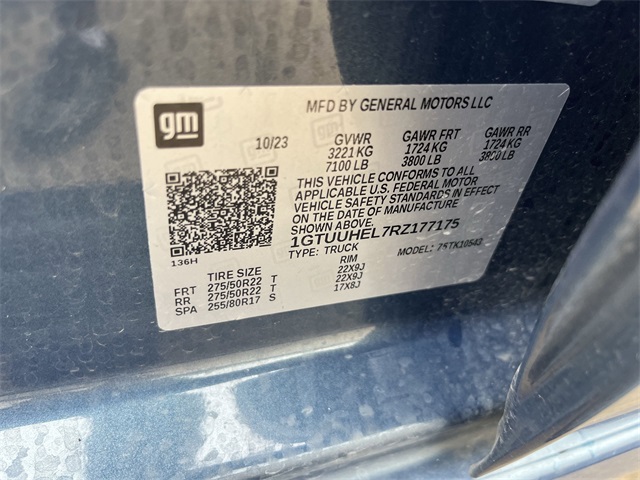 gm
MFD BY GENERAL MOTORS LLC
10/23 GVWR GAWR FRT GAWR RR
3221 KG 1724 KG 1724 KG
7100 LB 3800 LB 3800 LB
THIS VEHICLE CONFORMS TO ALL
APPLICABLE U.S. FEDERAL MOTOR
VEHICLE SAFETY STANDARDS IN EFFECT
ON THE DATE OF MANUFACTURE
SHOWN ABOVE.
1GTUUHEL7RZ177175
TYPE: TRUCK MODEL:
136H
TIRE SIZE RIM
FRT 275/50R22 T 22X9J
RR 275/50R22 T 22X9J
SPA 255/80R17 S 17X8J